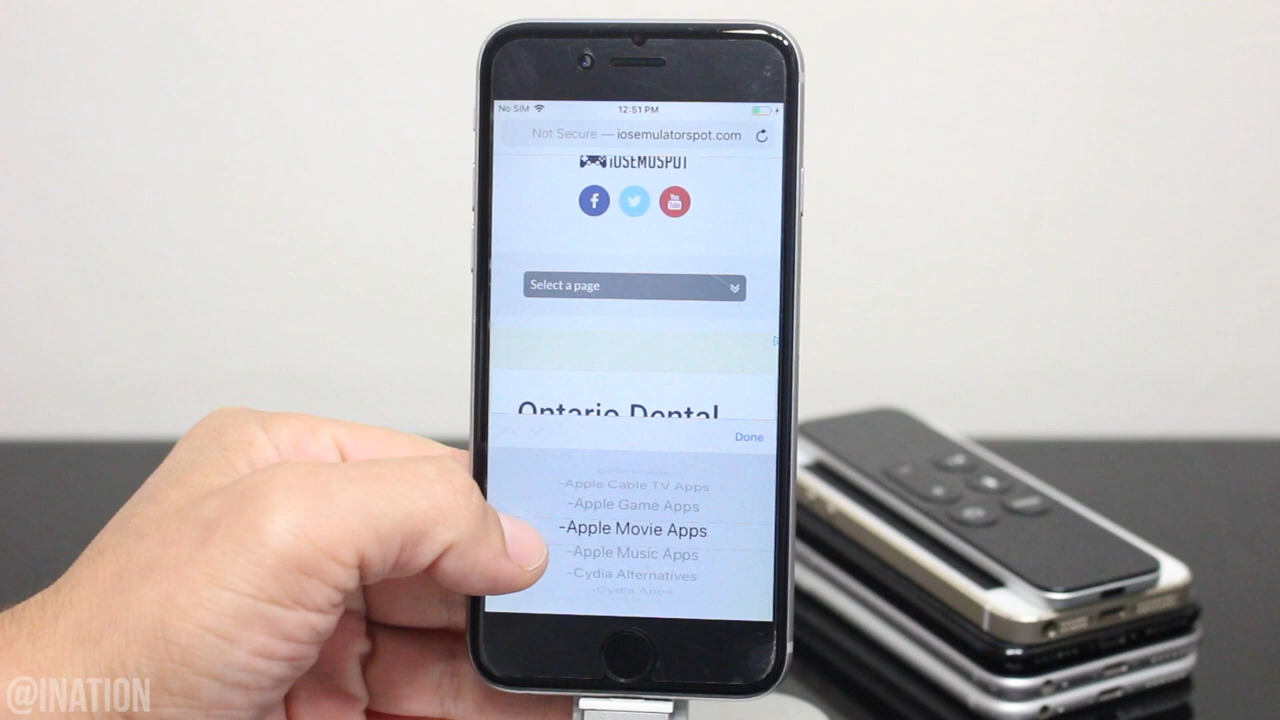 No SIM 12:51 PM
Not Secure — iosemulatorspot.com
iOSEMUSPOT
Select a page
Ontario Dental
Done
-Apple Cable TV Apps
-Apple Game Apps
-Apple Movie Apps
-Apple Music Apps
-Cydia Alternatives
-Cydia Apps
@INATION